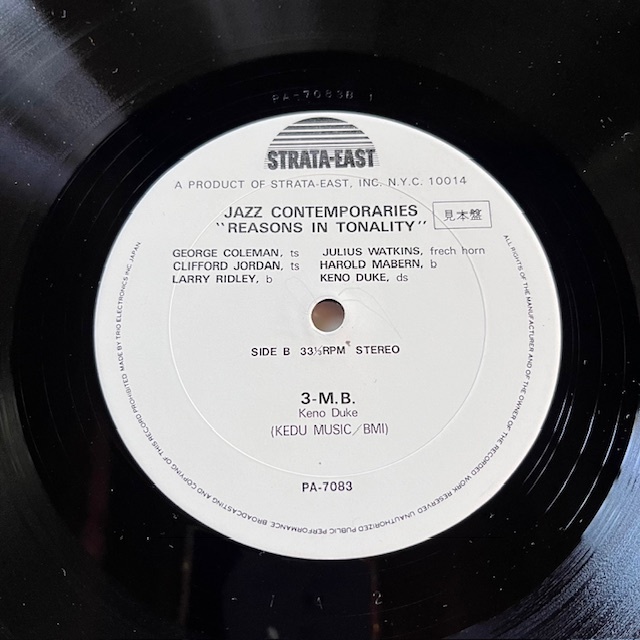 PA-7083B 1
STRATA-EAST
A PRODUCT OF STRATA-EAST, INC. N.Y.C. 10014
JAZZ CONTEMPORARIES
"REASONS IN TONALITY"
見本盤
GEORGE COLEMAN, ts
CLIFFORD JORDAN, ts
LARRY RIDLEY, b
JULIUS WATKINS, frech horn
HAROLD MABERN, b
KENO DUKE, ds
SIDE B 33⅓RPM STEREO
3-M.B.
Keno Duke
(KEDU MUSIC/BMI)
PA-7083
ALL RIGHTS OF THE MANUFACTURER AND OF THE OWNER OF THE RECORDED WORK RESERVED UNAUTHORIZED PUBLIC PERFORMANCE, BROADCASTING AND COPYING OF THIS RECORD PROHIBITED MADE BY TRIO ELECTRONICS INC. JAPAN